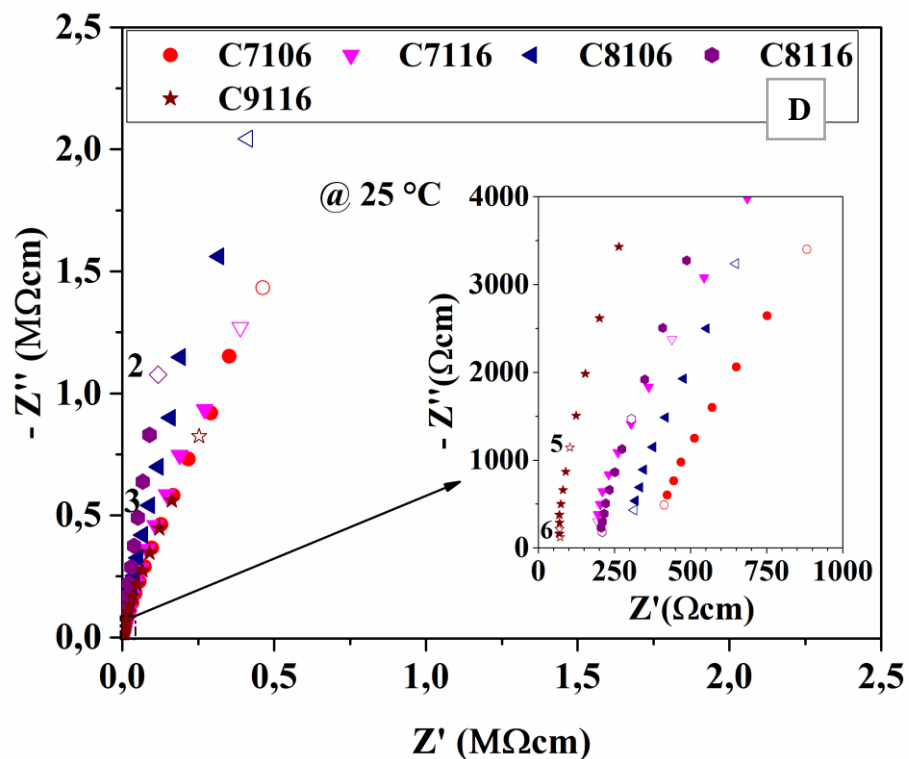 2,5
C7106 C7116 C8106 C8116
C9116
D
2,0
@ 25 °C
1,5
1,0
0,5
0,0
- Z'' (MΩcm)
2
3
0,0 0,5 1,0 1,5 2,0 2,5
Z' (MΩcm)
4000
3000
2000
1000
0
- Z''(Ωcm)
5
6
0 250 500 750 1000
Z'(Ωcm)